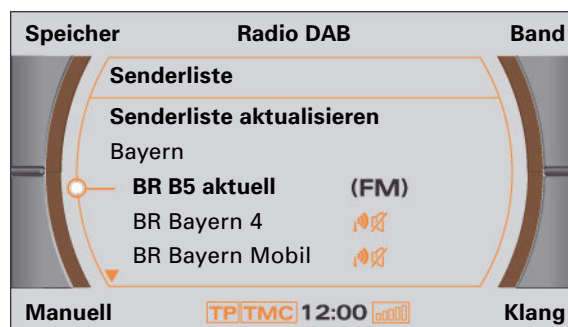 Speicher Radio DAB Band
Senderliste
Senderliste aktualisieren
Bayern
BR B5 aktuell (FM)
BR Bayern 4
BR Bayern Mobil
Manuell TP TMC 12:00 Klang